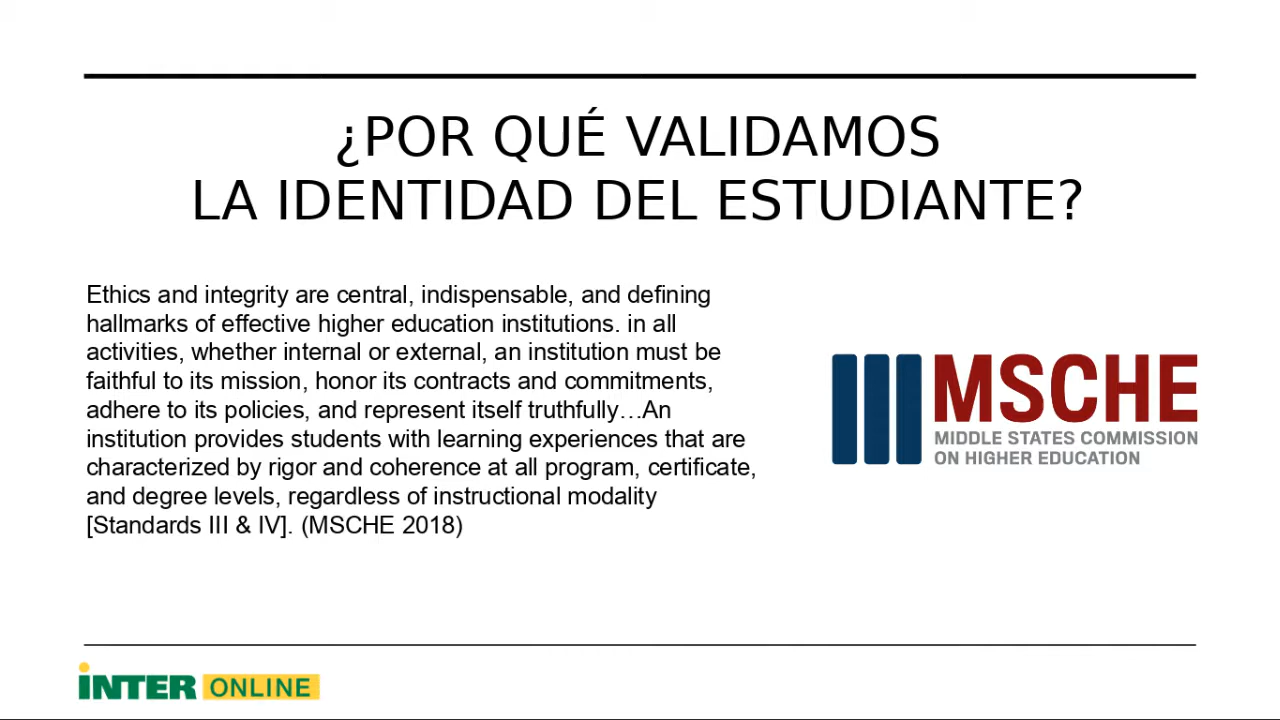 ¿POR QUÉ VALIDAMOS
LA IDENTIDAD DEL ESTUDIANTE?
Ethics and integrity are central, indispensable, and defining
hallmarks of effective higher education institutions. in all
activities, whether internal or external, an institution must be
faithful to its mission, honor its contracts and commitments,
adhere to its policies, and represent itself truthfully…An
institution provides students with learning experiences that are
characterized by rigor and coherence at all program, certificate,
and degree levels, regardless of instructional modality
[Standards III & IV]. (MSCHE 2018)
MSCHE
MIDDLE STATES COMMISSION
ON HIGHER EDUCATION
iNTER ONLINE